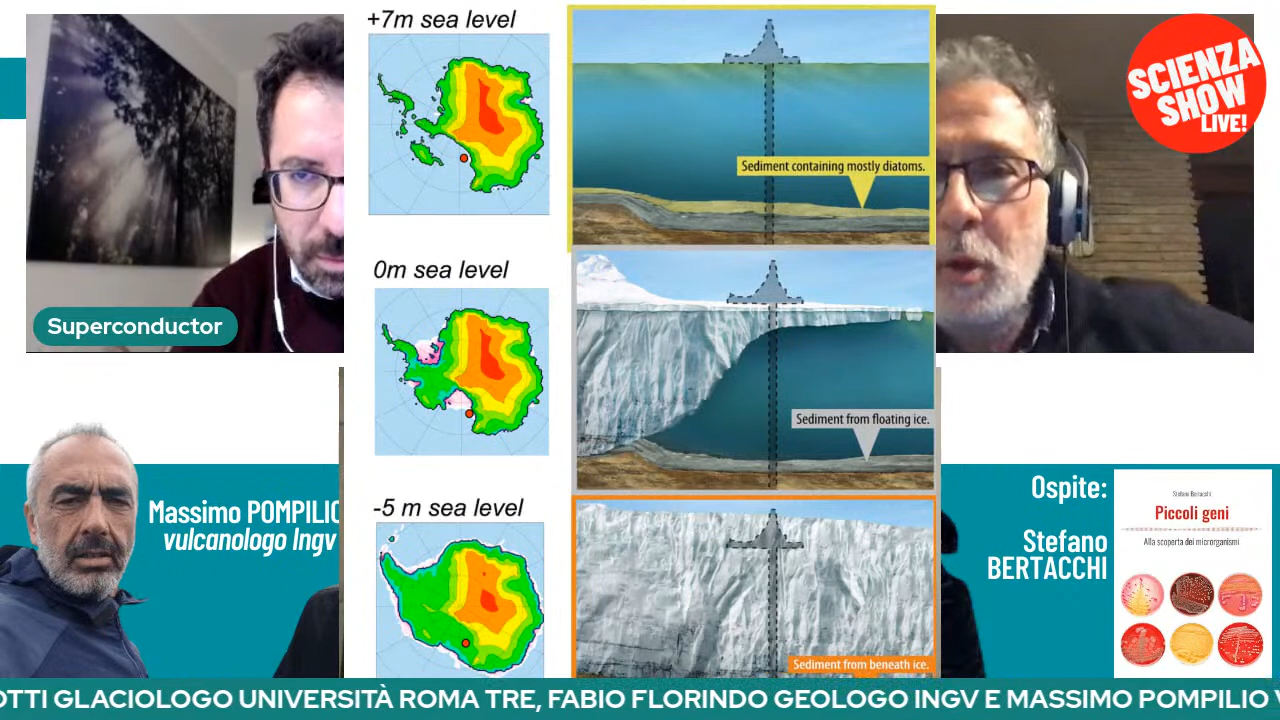 +7m sea level
SCIENZA
SHOW
LIVE!
Sediment containing mostly diatoms.
0m sea level
Superconductor
Sediment from floating ice.
-5 m sea level
Massimo POMPILIO
vulcanologo Ingv
Sediment from beneath ice.
Ospite:
Stefano
BERTACCHI
Stefano Bertacchi
Piccoli geni
Alla scoperta dei microrganismi
OTTI GLACIOLOGO UNIVERSITÀ ROMA TRE, FABIO FLORINDO GEOLOGO INGV E MASSIMO POMPILIO V